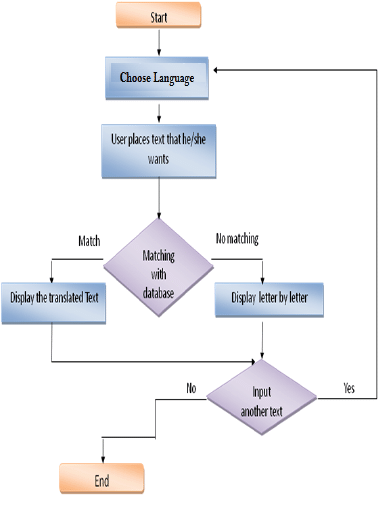 Start
Choose Language
User places text that he/she
wants
Match
No matching
Matching
with
database
Display the translated Text
Display letter by letter
No
Yes
Input
another text
End